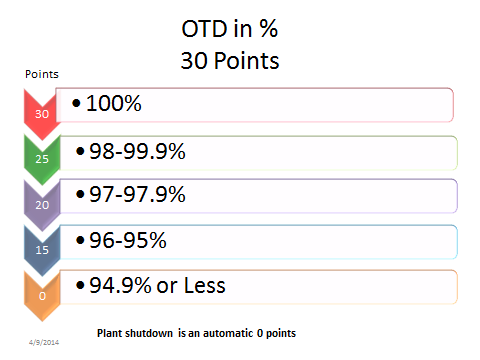 OTD in %
30 Points
Points
30 • 100%
25 • 98-99.9%
20 • 97-97.9%
15 • 96-95%
0 • 94.9% or Less
Plant shutdown is an automatic 0 points
4/9/2014